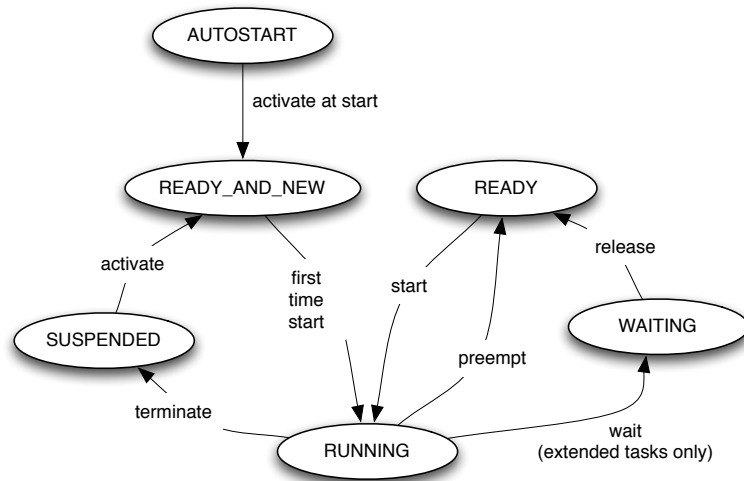 AUTOSTART
activate at start
READY_AND_NEW
READY
activate
first
time
start
start
release
SUSPENDED
WAITING
preempt
terminate
RUNNING
wait
(extended tasks only)